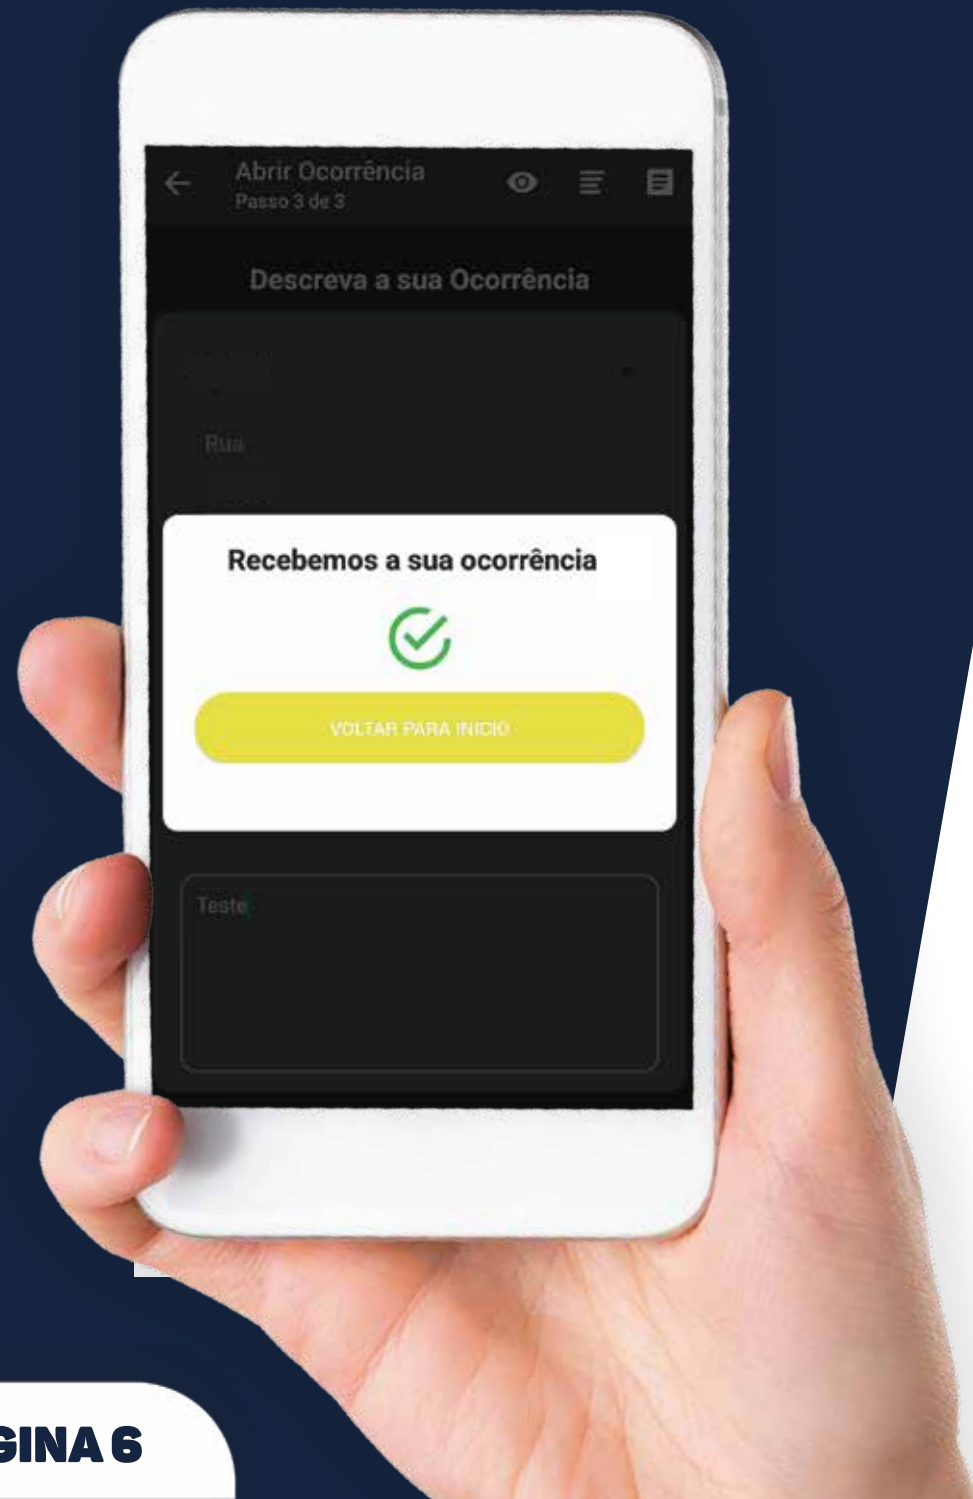 Abrir Ocorrência
Passo 3 de 3
Descreva a sua Ocorrência
Rua
Recebemos a sua ocorrência
VOLTAR PARA INICIO
Teste
GINA 6